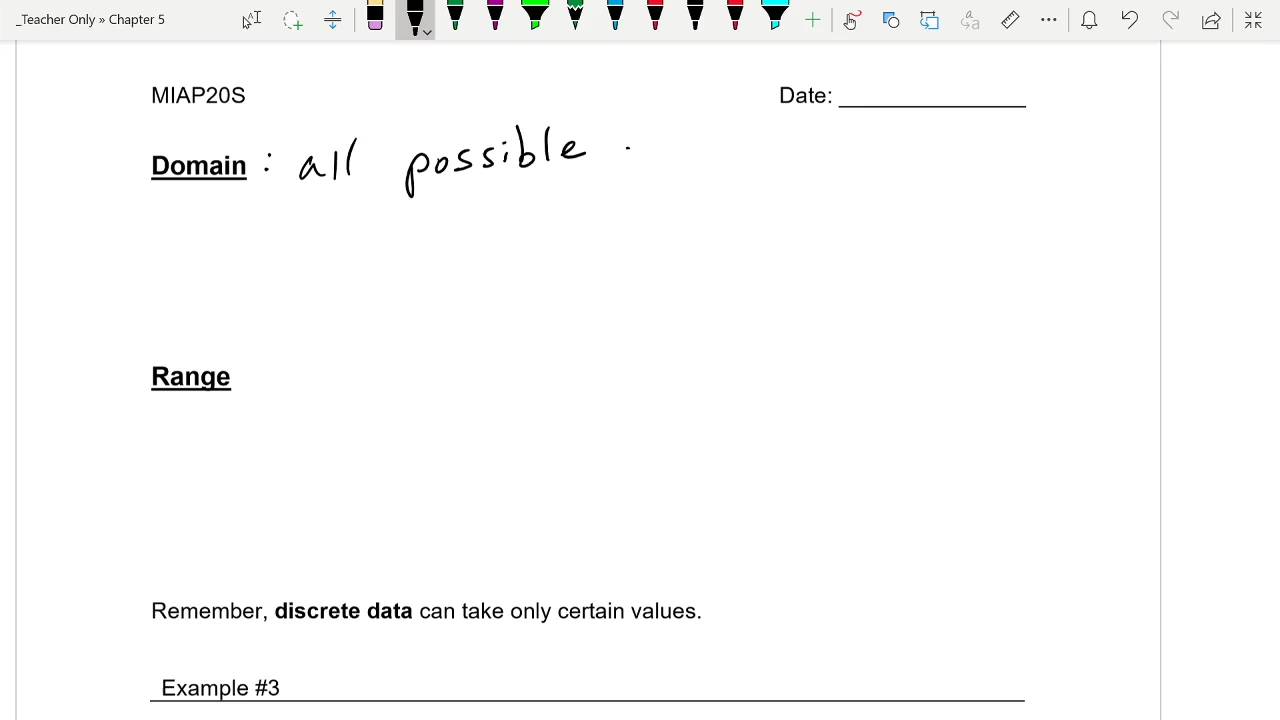 _Teacher Only » Chapter 5
MIAP20S Date: _______________
Domain : all possible
Range
Remember, discrete data can take only certain values.
Example #3